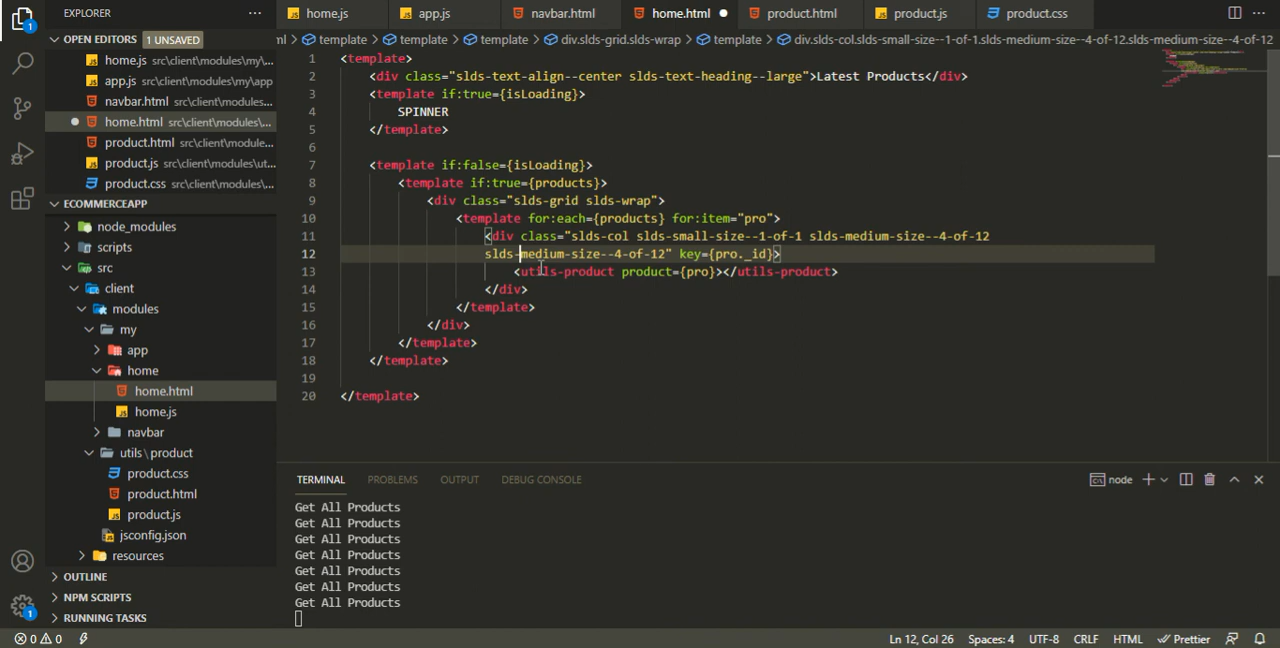 EXPLORER
···
home.js
app.js
navbar.html
home.html
product.html
product.js
product.css
···
OPEN EDITORS 1 UNSAVED
ml > template > template > template > div.slds-grid.slds-wrap > template > div.slds-col.slds-small-size--1-of-1.slds-medium-size--4-of-12.slds-medium-size--4-of-12
home.js src\client\modules\my\...
app.js src\client\modules\my\app
navbar.html src\client\modules...
home.html src\client\modules\...
product.html src\client\module...
product.js src\client\modules\ut...
product.css src\client\modules\...
ECOMMERCEAPP
node_modules
scripts
src
client
modules
my
app
home
home.html
home.js
navbar
utils \ product
product.css
product.html
product.js
jsconfig.json
resources
OUTLINE
NPM SCRIPTS
RUNNING TASKS
1 <template>
2 <div class="slds-text-align--center slds-text-heading--large">Latest Products</div>
3 <template if:true={isLoading}>
4 SPINNER
5 </template>
6
7 <template if:false={isLoading}>
8 <template if:true={products}>
9 <div class="slds-grid slds-wrap">
10 <template for:each={products} for:item="pro">
11 <div class="slds-col slds-small-size--1-of-1 slds-medium-size--4-of-12
12 slds-medium-size--4-of-12" key={pro._id}>
13 <utils-product product={pro}></utils-product>
14 </div>
15 </template>
16 </div>
17 </template>
18 </template>
19
20 </template>
TERMINAL PROBLEMS OUTPUT DEBUG CONSOLE
node
Get All Products
Get All Products
Get All Products
Get All Products
Get All Products
Get All Products
Get All Products
1
1
0 0
Ln 12, Col 26 Spaces: 4 UTF-8 CRLF HTML Prettier